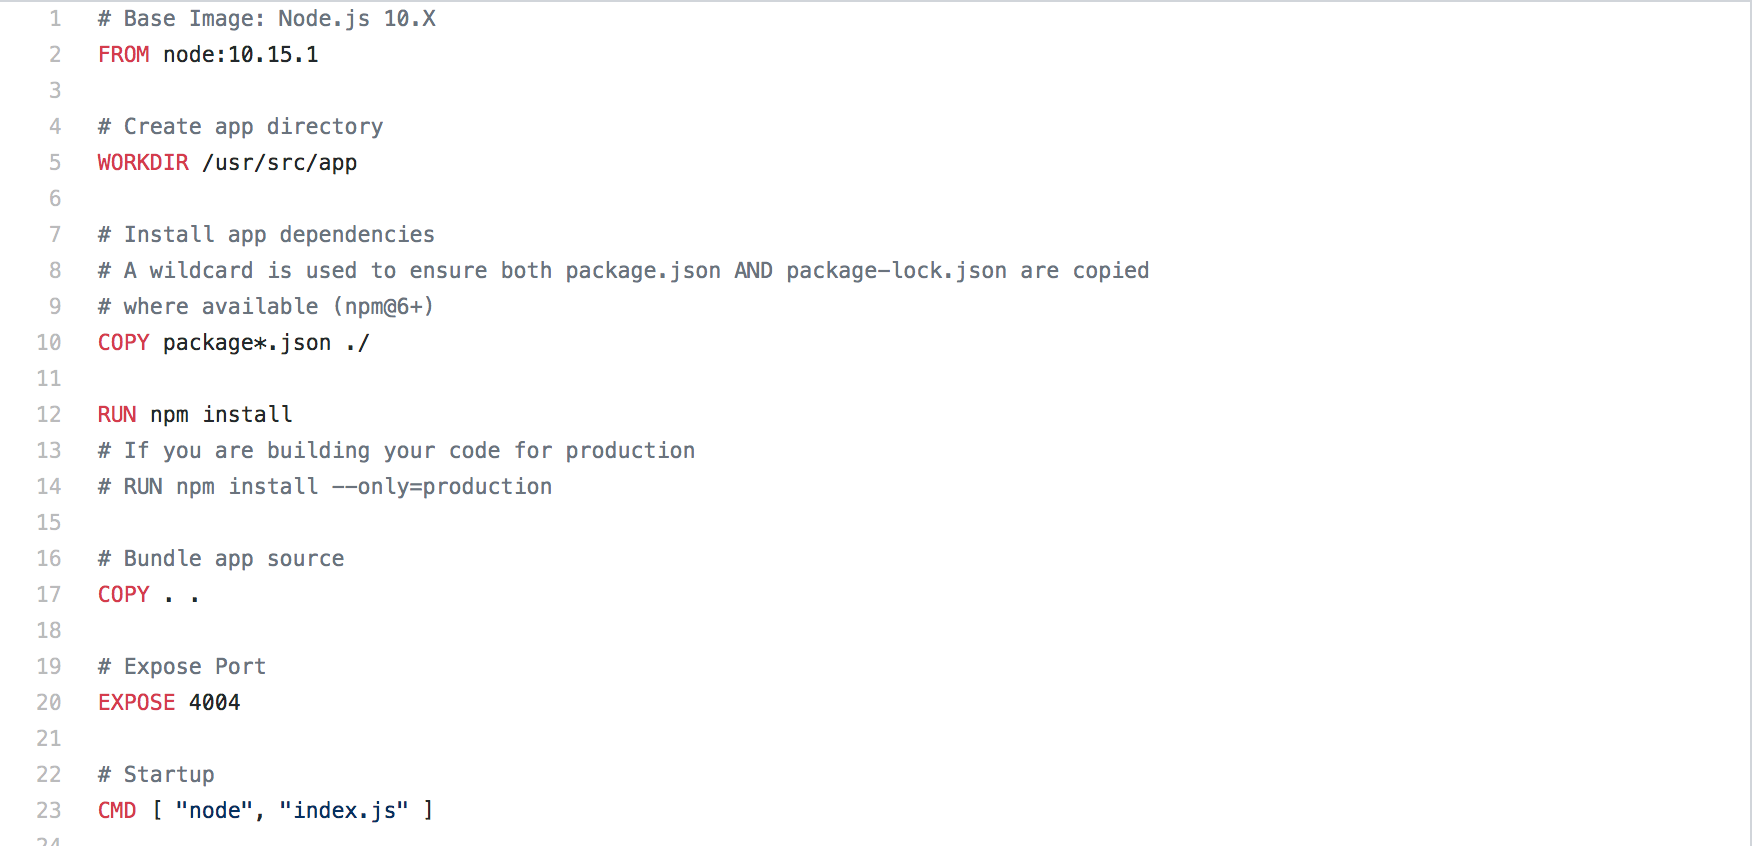 1 # Base Image: Node.js 10.X
2 FROM node:10.15.1
3
4 # Create app directory
5 WORKDIR /usr/src/app
6
7 # Install app dependencies
8 # A wildcard is used to ensure both package.json AND package-lock.json are copied
9 # where available (npm@6+)
10 COPY package*.json ./
11
12 RUN npm install
13 # If you are building your code for production
14 # RUN npm install --only=production
15
16 # Bundle app source
17 COPY . .
18
19 # Expose Port
20 EXPOSE 4004
21
22 # Startup
23 CMD [ "node", "index.js" ]
24